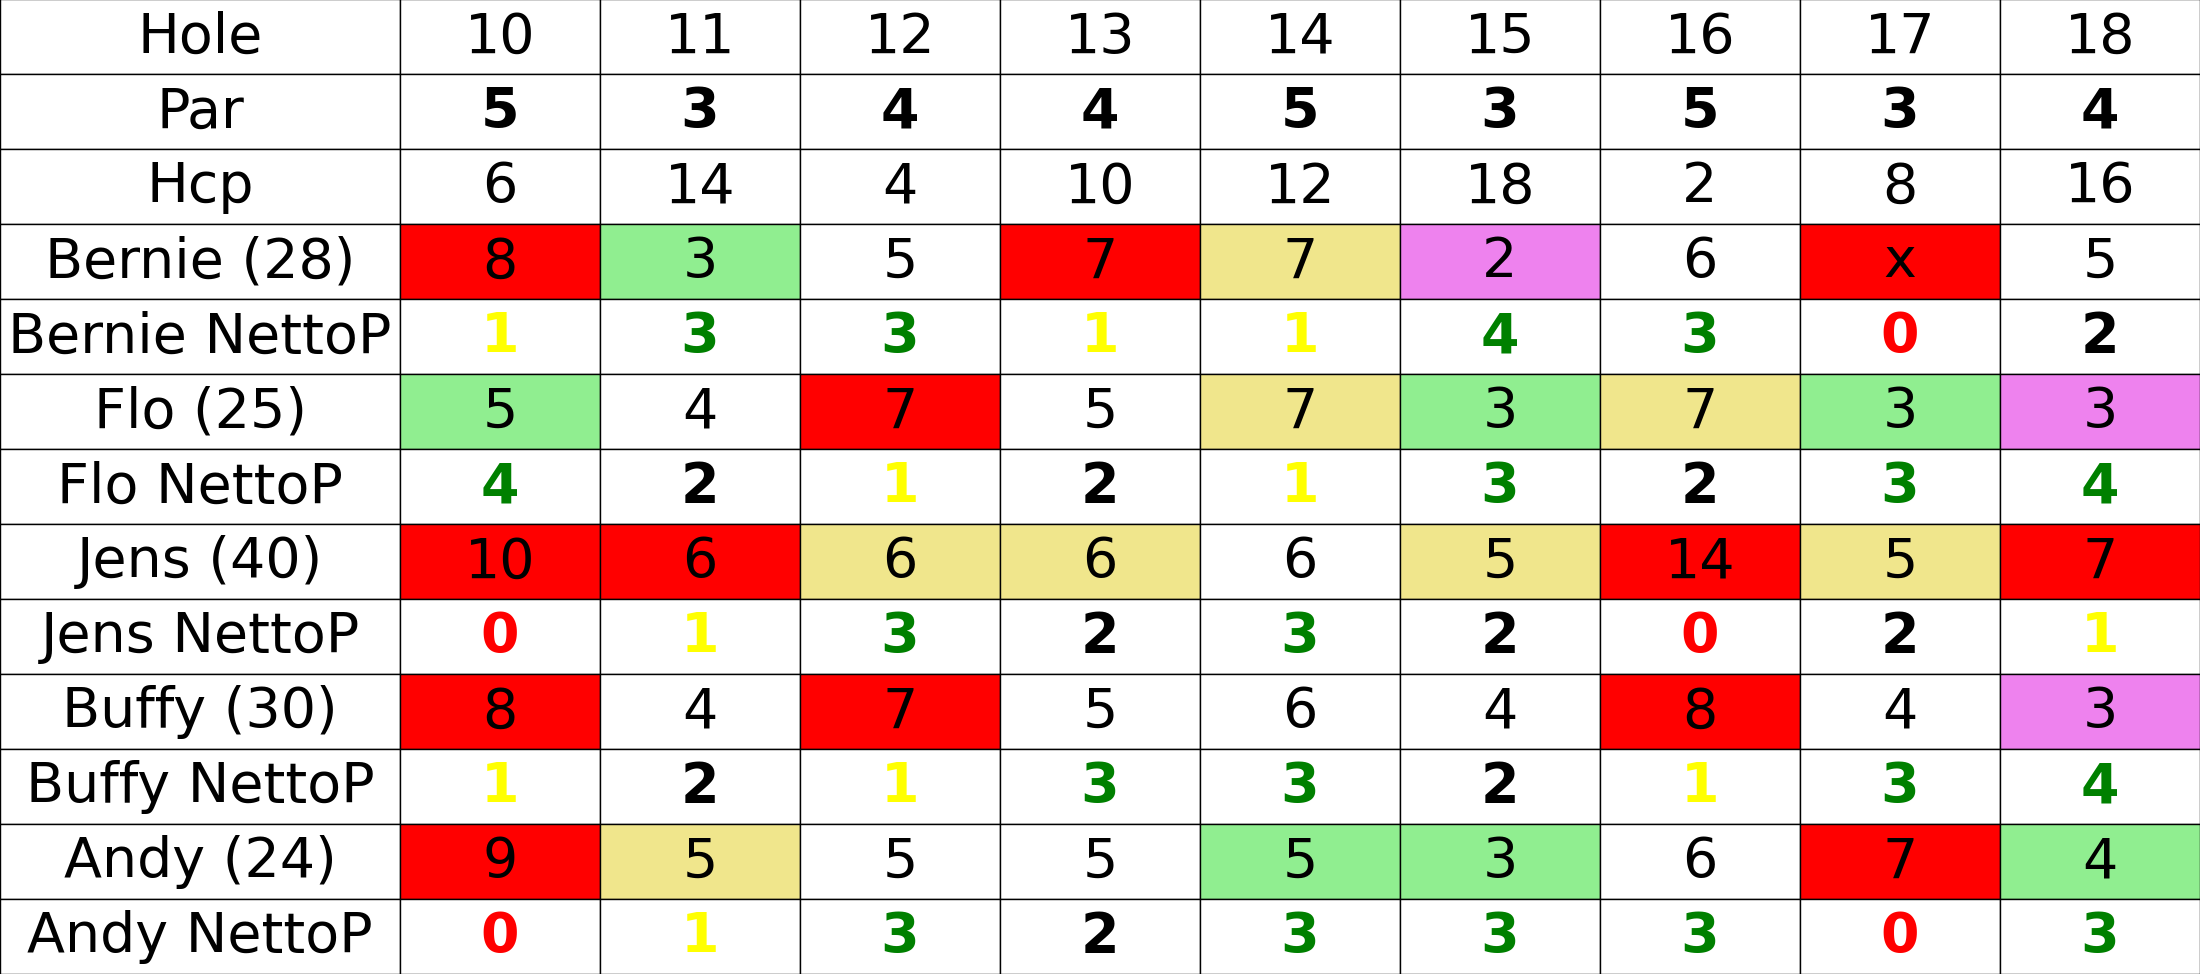 Hole 10 11 12 13 14 15 16 17 18
Par 5 3 4 4 5 3 5 3 4
Hcp 6 14 4 10 12 18 2 8 16
Bernie (28) 8 3 5 7 7 2 6 x 5
Bernie NettoP 1 3 3 1 1 4 3 0 2
Flo (25) 5 4 7 5 7 3 7 3 3
Flo NettoP 4 2 1 2 1 3 2 3 4
Jens (40) 10 6 6 6 6 5 14 5 7
Jens NettoP 0 1 3 2 3 2 0 2 1
Buffy (30) 8 4 7 5 6 4 8 4 3
Buffy NettoP 1 2 1 3 3 2 1 3 4
Andy (24) 9 5 5 5 5 3 6 7 4
Andy NettoP 0 1 3 2 3 3 3 0 3